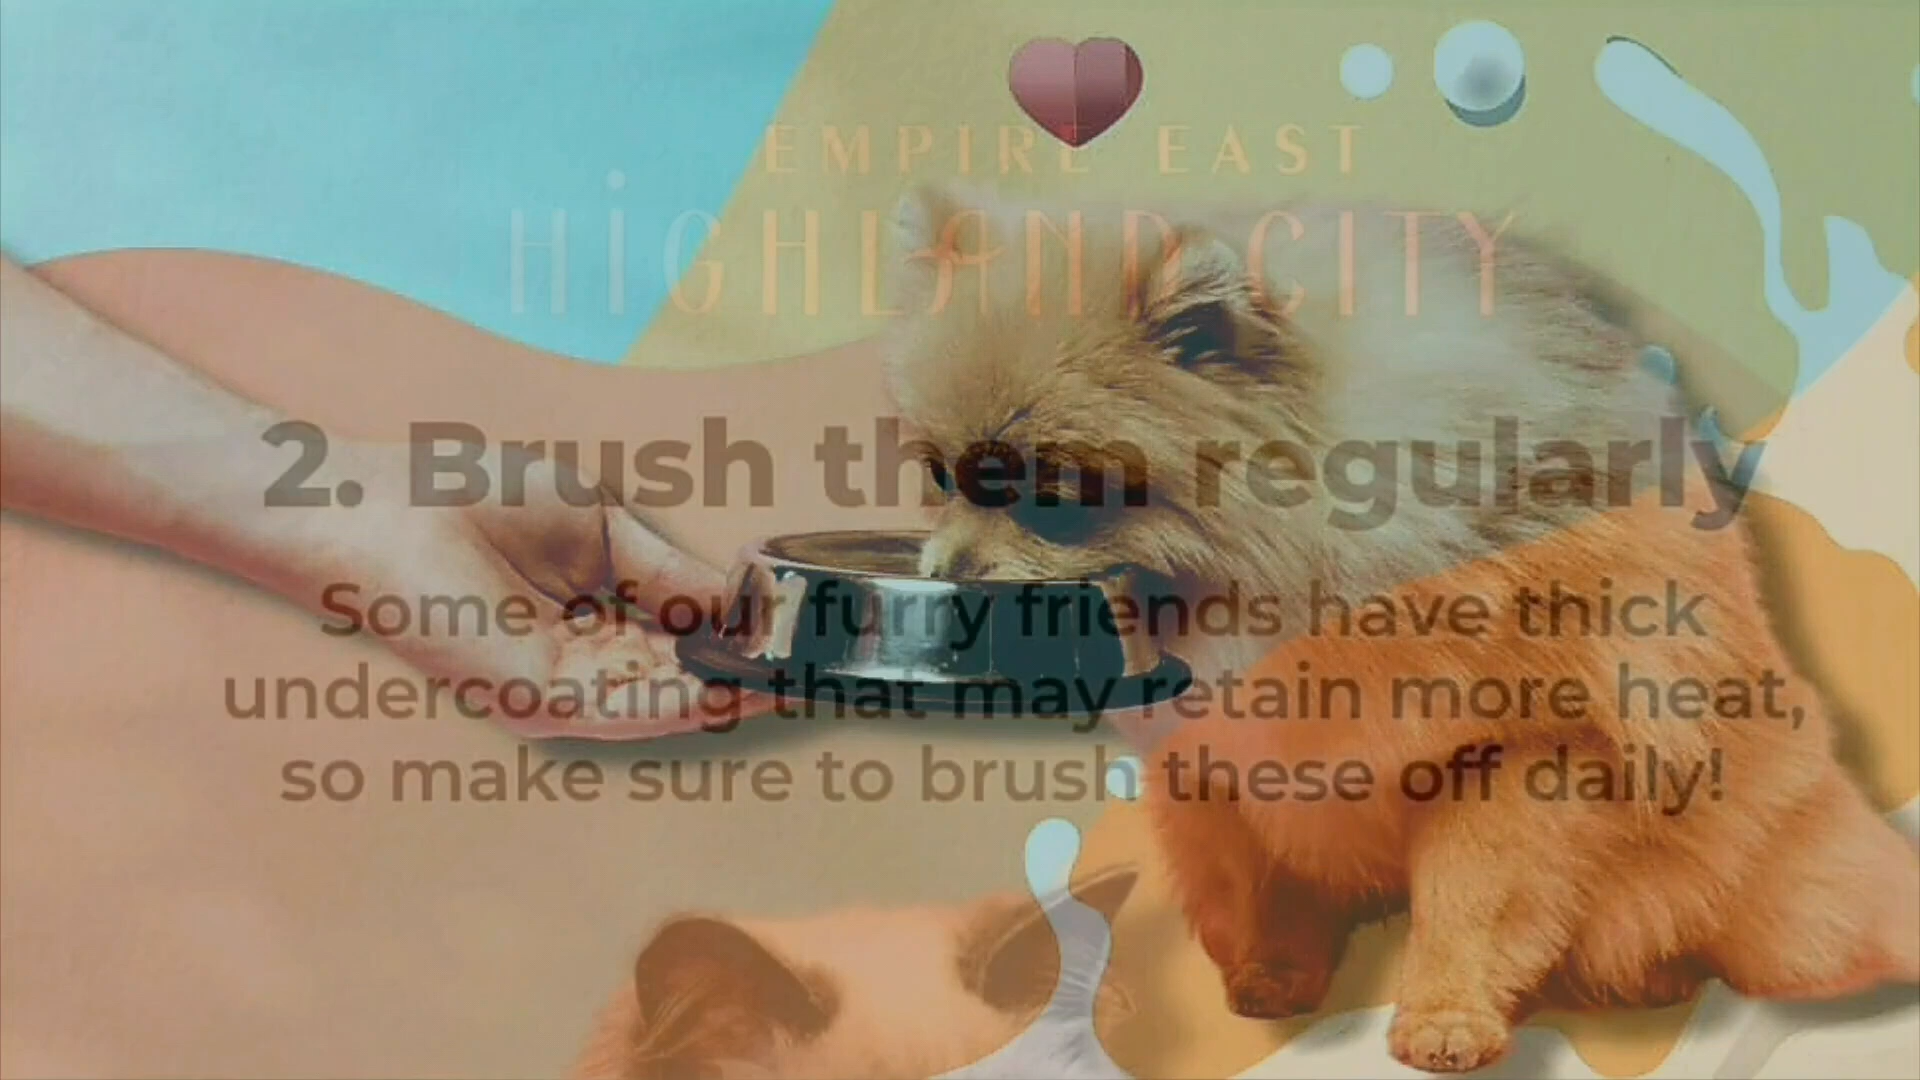 EMPIRE EAST
HIGHLAND CITY
2. Brush them regularly
Some of our furry friends have thick
undercoating that may retain more heat,
so make sure to brush these off daily!